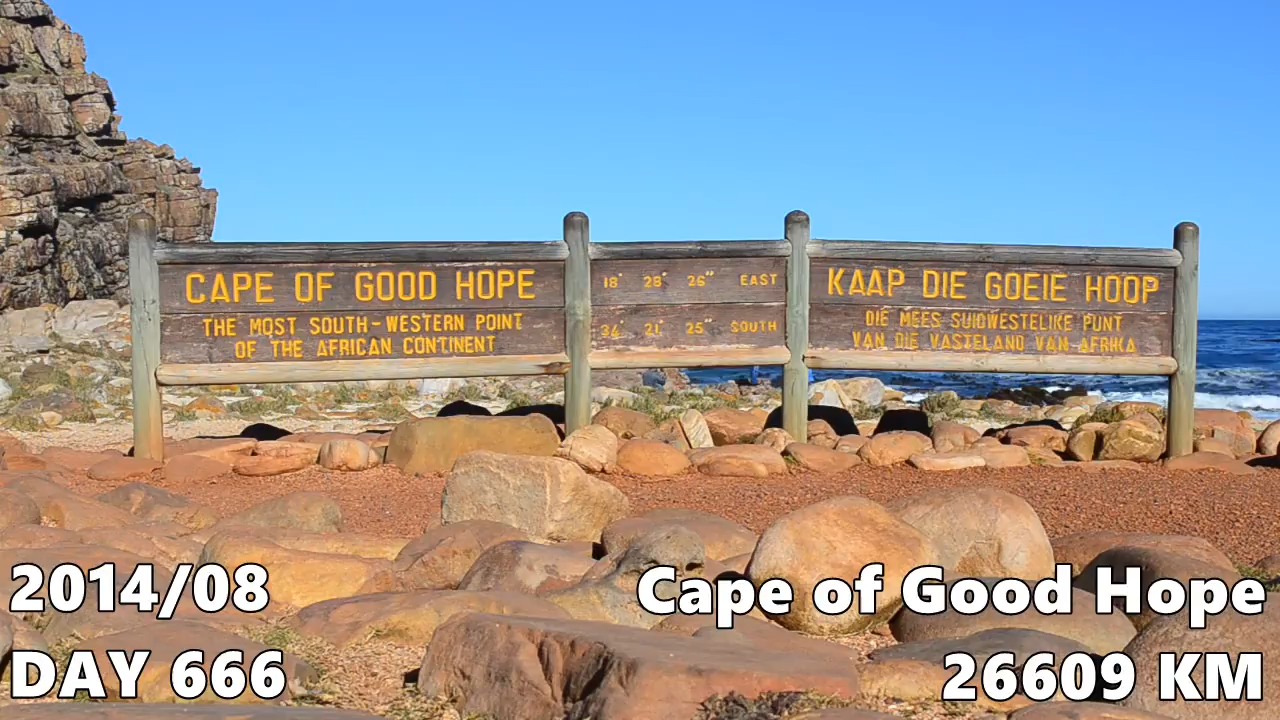 CAPE OF GOOD HOPE
THE MOST SOUTH-WESTERN POINT
OF THE AFRICAN CONTINENT
18° 28' 26" EAST
34° 21' 25" SOUTH
KAAP DIE GOEIE HOOP
DIE MEES SUIDWESTELIKE PUNT
VAN DIE VASTELAND VAN AFRIKA
2014/08
DAY 666
Cape of Good Hope
26609 KM